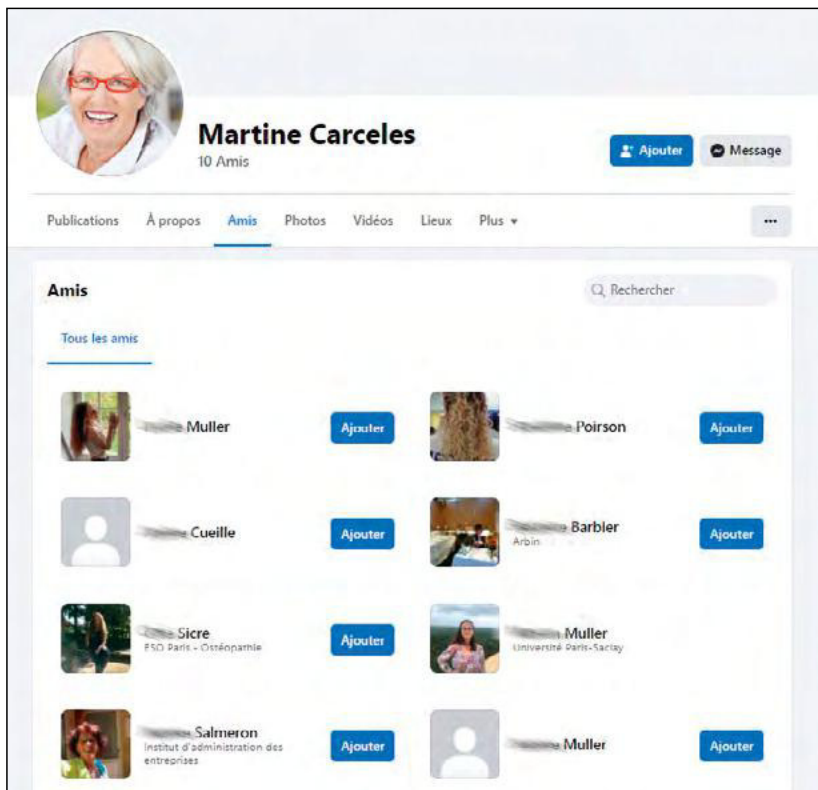 Martine Carceles
10 Amis
Ajouter
Message
Publications À propos Amis Photos Vidéos Lieux Plus
...
Amis
Rechercher
Tous les amis
Muller
Ajouter
Poirson
Ajouter
Cueille
Ajouter
Barbier
Arbin
Ajouter
Sicre
ESO Paris - Ostéopathie
Ajouter
Muller
Université Paris-Saclay
Salmeron
Institut d'administration des
entreprises
Ajouter
Muller
Ajouter